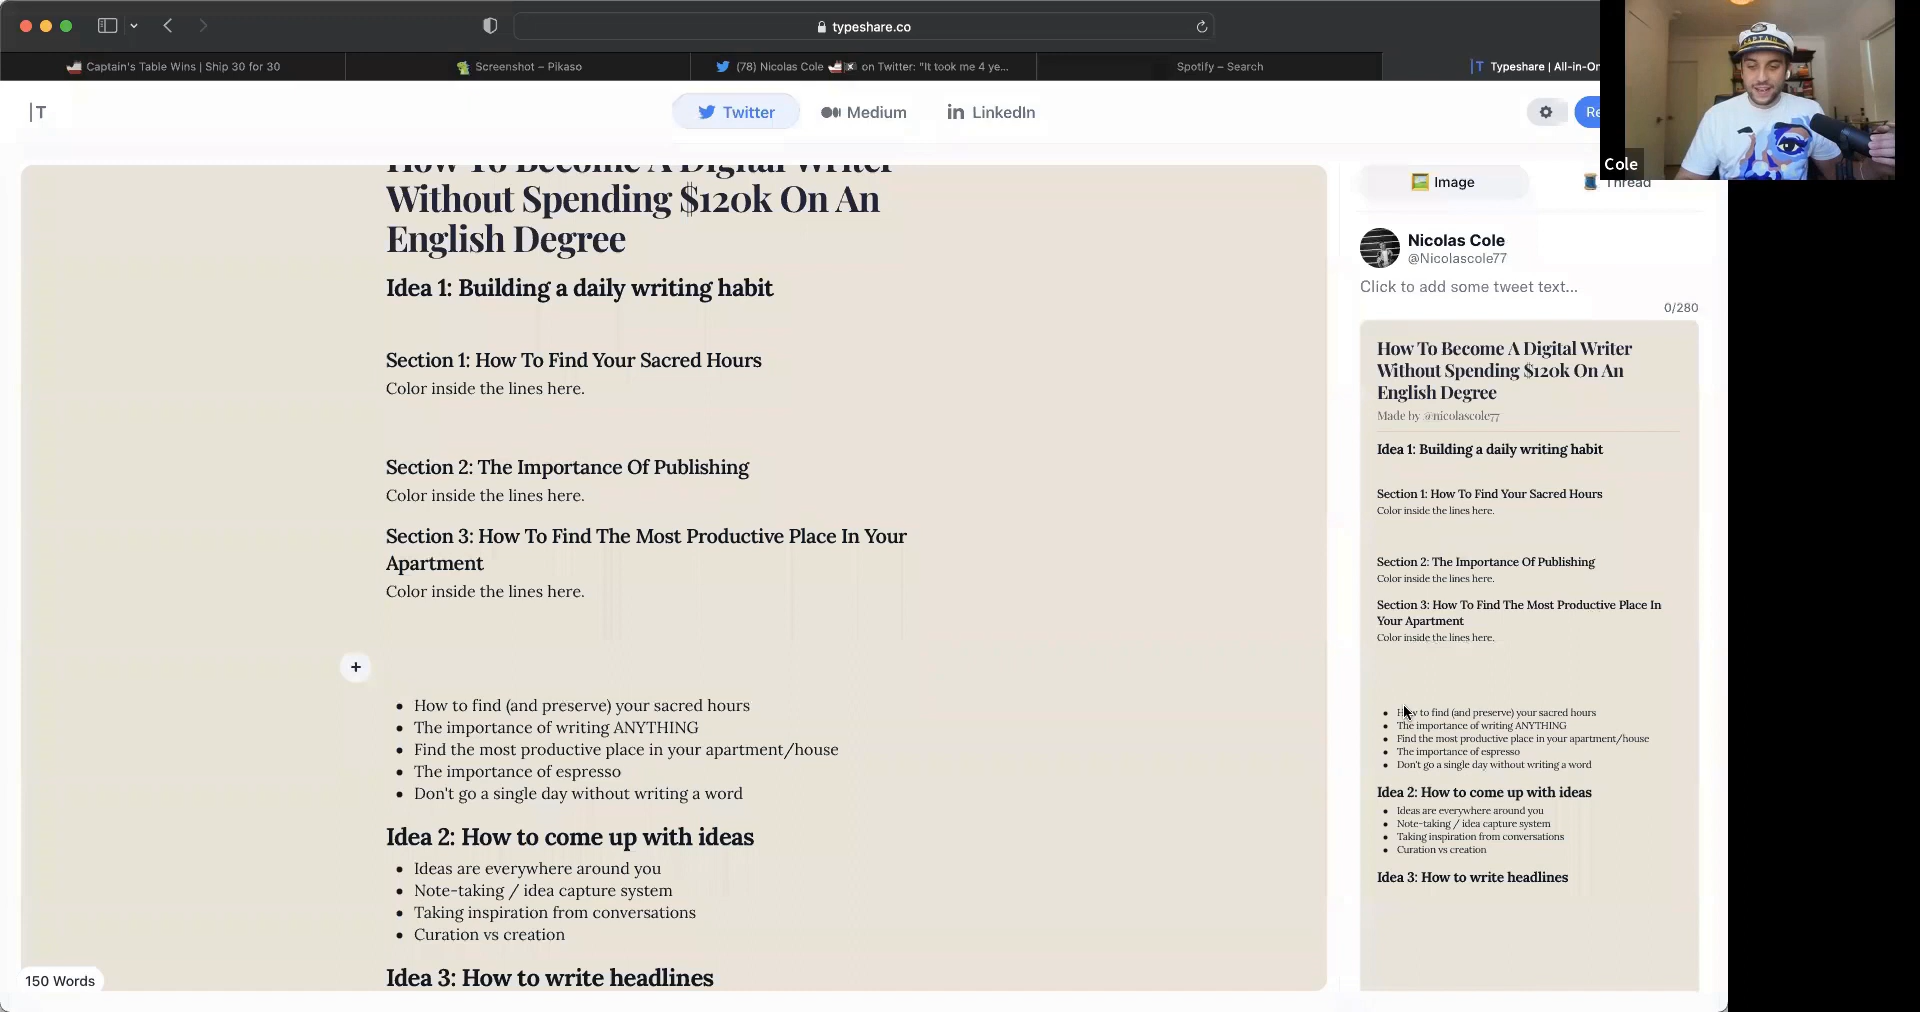 typeshare.co
Captain's Table Wins | Ship 30 for 30
Screenshot – Pikaso
(78) Nicolas Cole on Twitter: "It took me 4 ye...
Spotify – Search
Typeshare | All-in-On
CAPTAIN
Cole
|T
Twitter
Medium
LinkedIn
Re
How To Become A Digital Writer
Without Spending $120k On An
English Degree
Idea 1: Building a daily writing habit
Section 1: How To Find Your Sacred Hours
Color inside the lines here.
Section 2: The Importance Of Publishing
Color inside the lines here.
Section 3: How To Find The Most Productive Place In Your
Apartment
Color inside the lines here.
+
How to find (and preserve) your sacred hours
The importance of writing ANYTHING
Find the most productive place in your apartment/house
The importance of espresso
Don't go a single day without writing a word
Idea 2: How to come up with ideas
Ideas are everywhere around you
Note-taking / idea capture system
Taking inspiration from conversations
Curation vs creation
Idea 3: How to write headlines
150 Words
Image
Thread
Nicolas Cole
@Nicolascole77
Click to add some tweet text...
0/280
How To Become A Digital Writer
Without Spending $120k On An
English Degree
Made by @nicolascole77
Idea 1: Building a daily writing habit
Section 1: How To Find Your Sacred Hours
Color inside the lines here.
Section 2: The Importance Of Publishing
Color inside the lines here.
Section 3: How To Find The Most Productive Place In
Your Apartment
Color inside the lines here.
How to find (and preserve) your sacred hours
The importance of writing ANYTHING
Find the most productive place in your apartment/house
The importance of espresso
Don't go a single day without writing a word
Idea 2: How to come up with ideas
Ideas are everywhere around you
Note-taking / idea capture system
Taking inspiration from conversations
Curation vs creation
Idea 3: How to write headlines